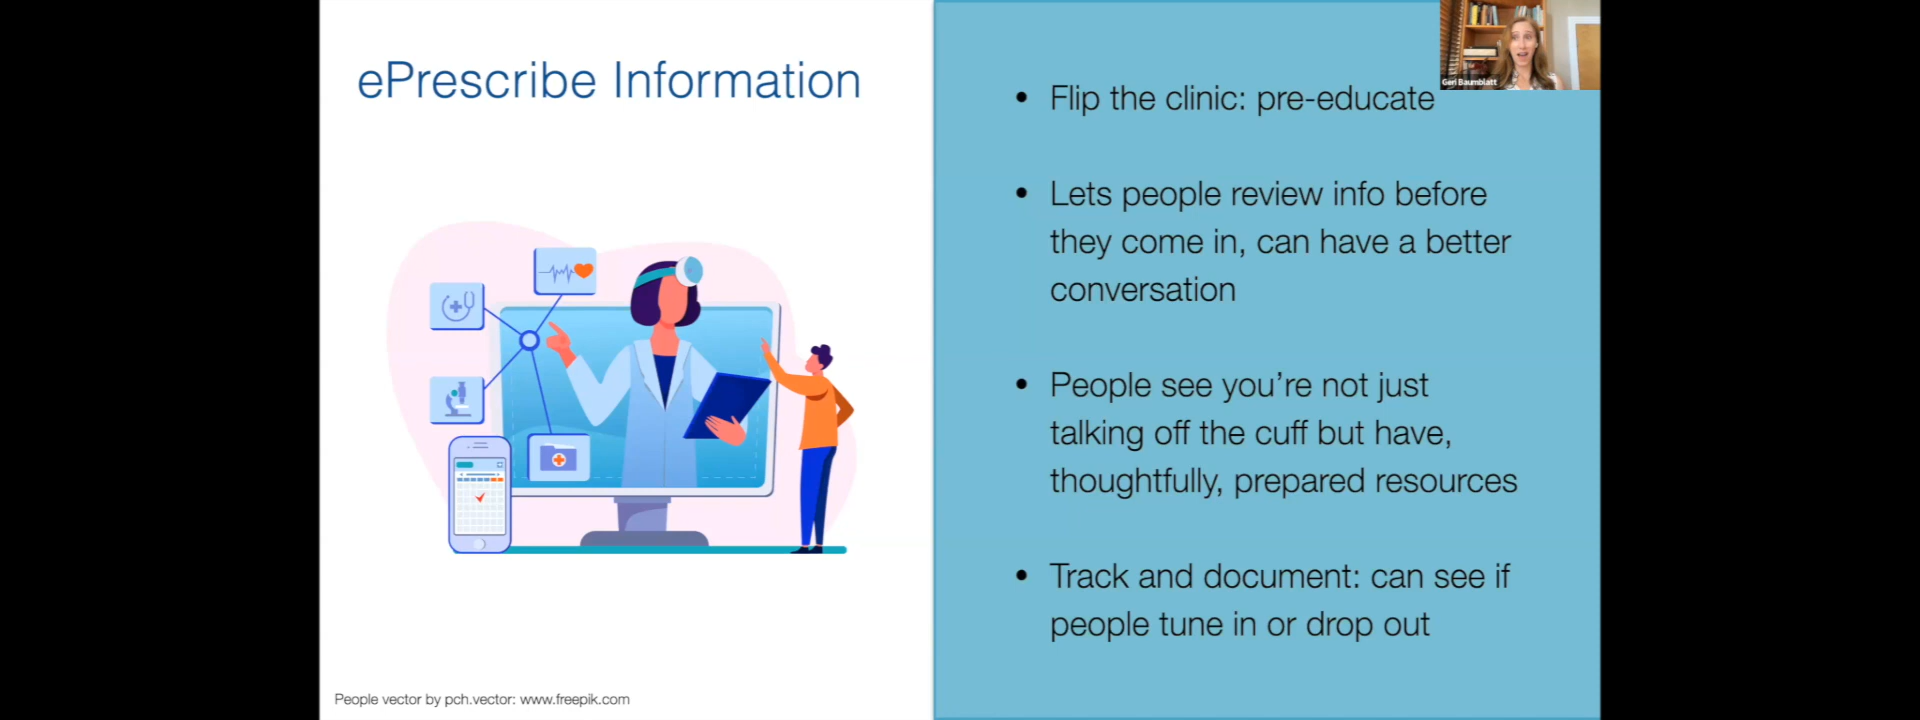 ePrescribe Information
Geri Baumblatt
• Flip the clinic: pre-educate
• Lets people review info before
they come in, can have a better
conversation
• People see you’re not just
talking off the cuff but have,
thoughtfully, prepared resources
• Track and document: can see if
people tune in or drop out
People vector by pch.vector: www.freepik.com